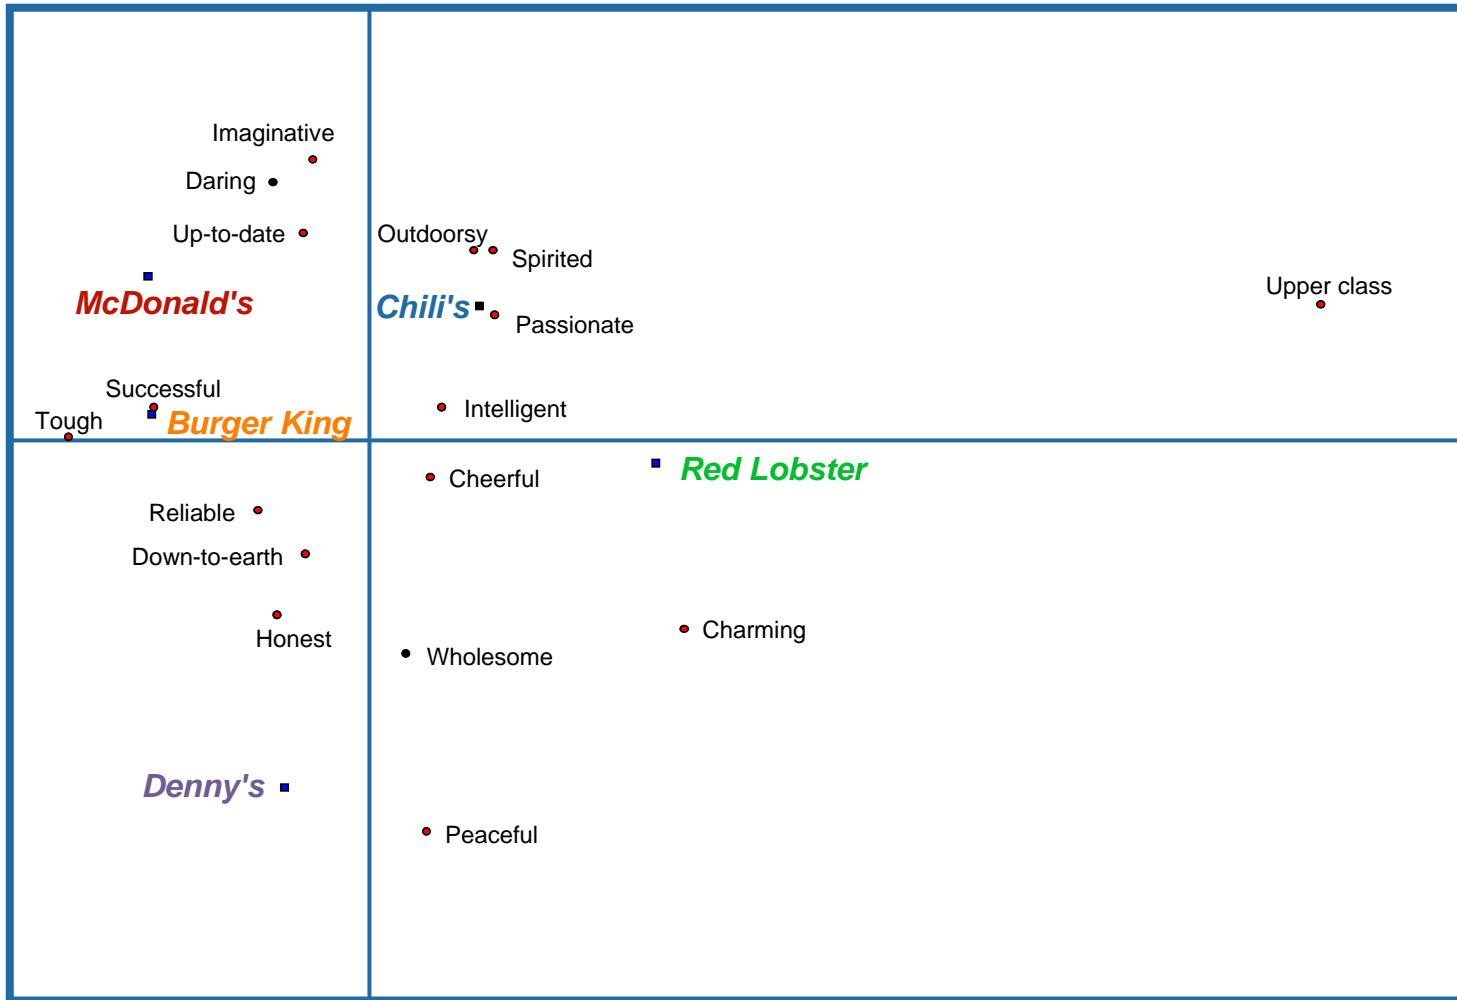 Imaginative
Daring
Up-to-date
Outdoorsy
Spirited
Upper class
McDonald's
Chili's
Passionate
Successful
Intelligent
Tough
Burger King
Cheerful
Red Lobster
Reliable
Down-to-earth
Honest
Charming
Wholesome
Denny's
Peaceful